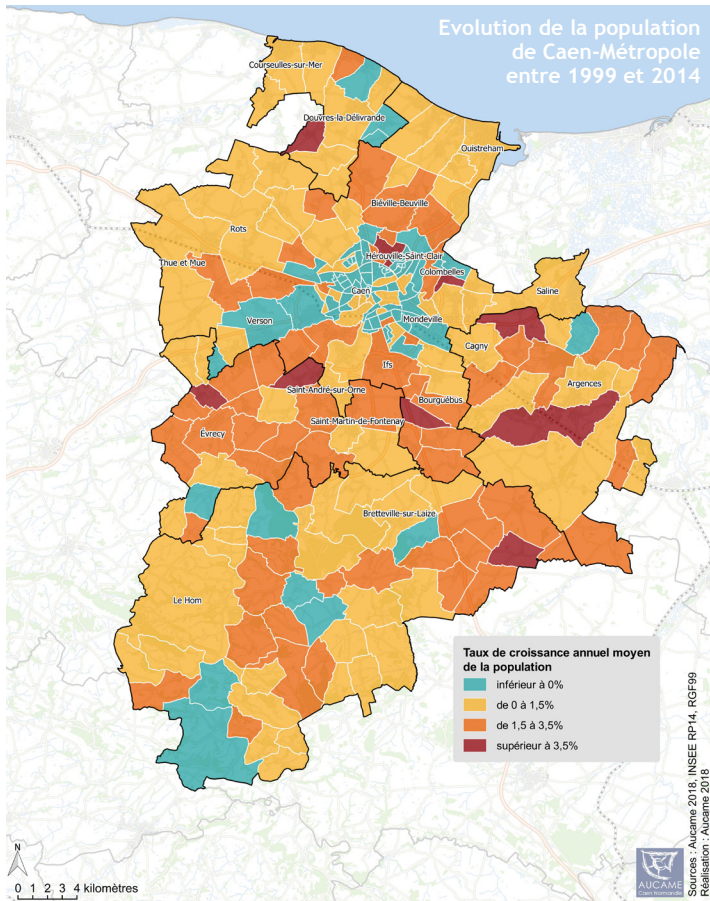 Evolution de la population
de Caen-Métropole
entre 1999 et 2014
Courseulles-sur-Mer
Douvres-la-Délivrande
Ouistreham
Biéville-Beuville
Rots
Hérouville-Saint-Clair
Thue et Mue
Colombelles
Caen
Saline
Verson
Mondeville
Cagny
Ifs
Argences
Saint-André-sur-Orne
Bourguébus
Saint-Martin-de-Fontenay
Évrecy
Bretteville-sur-Laize
Le Hom
Taux de croissance annuel moyen
de la population
inférieur à 0%
de 0 à 1,5%
de 1,5 à 3,5%
supérieur à 3,5%
N
0 1 2 3 4 kilomètres
AUCAME
Caen Normandie
Sources : Aucame 2018, INSEE RP14, RGF99
Réalisation : Aucame 2018